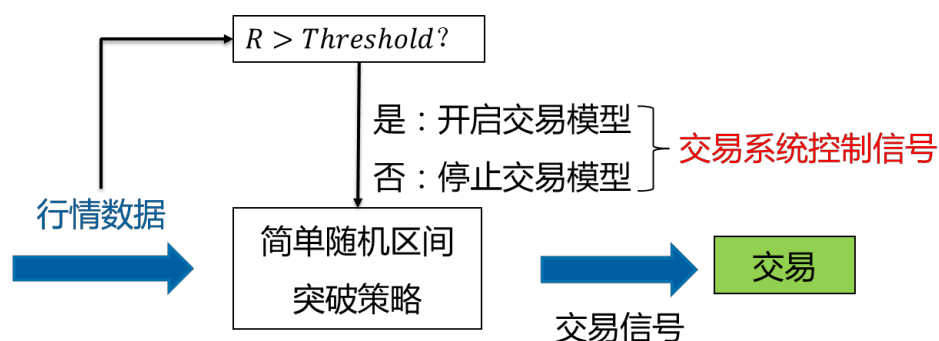 R > Threshold?
是：开启交易模型
否：停止交易模型
交易系统控制信号
行情数据
简单随机区间
突破策略
交易
交易信号